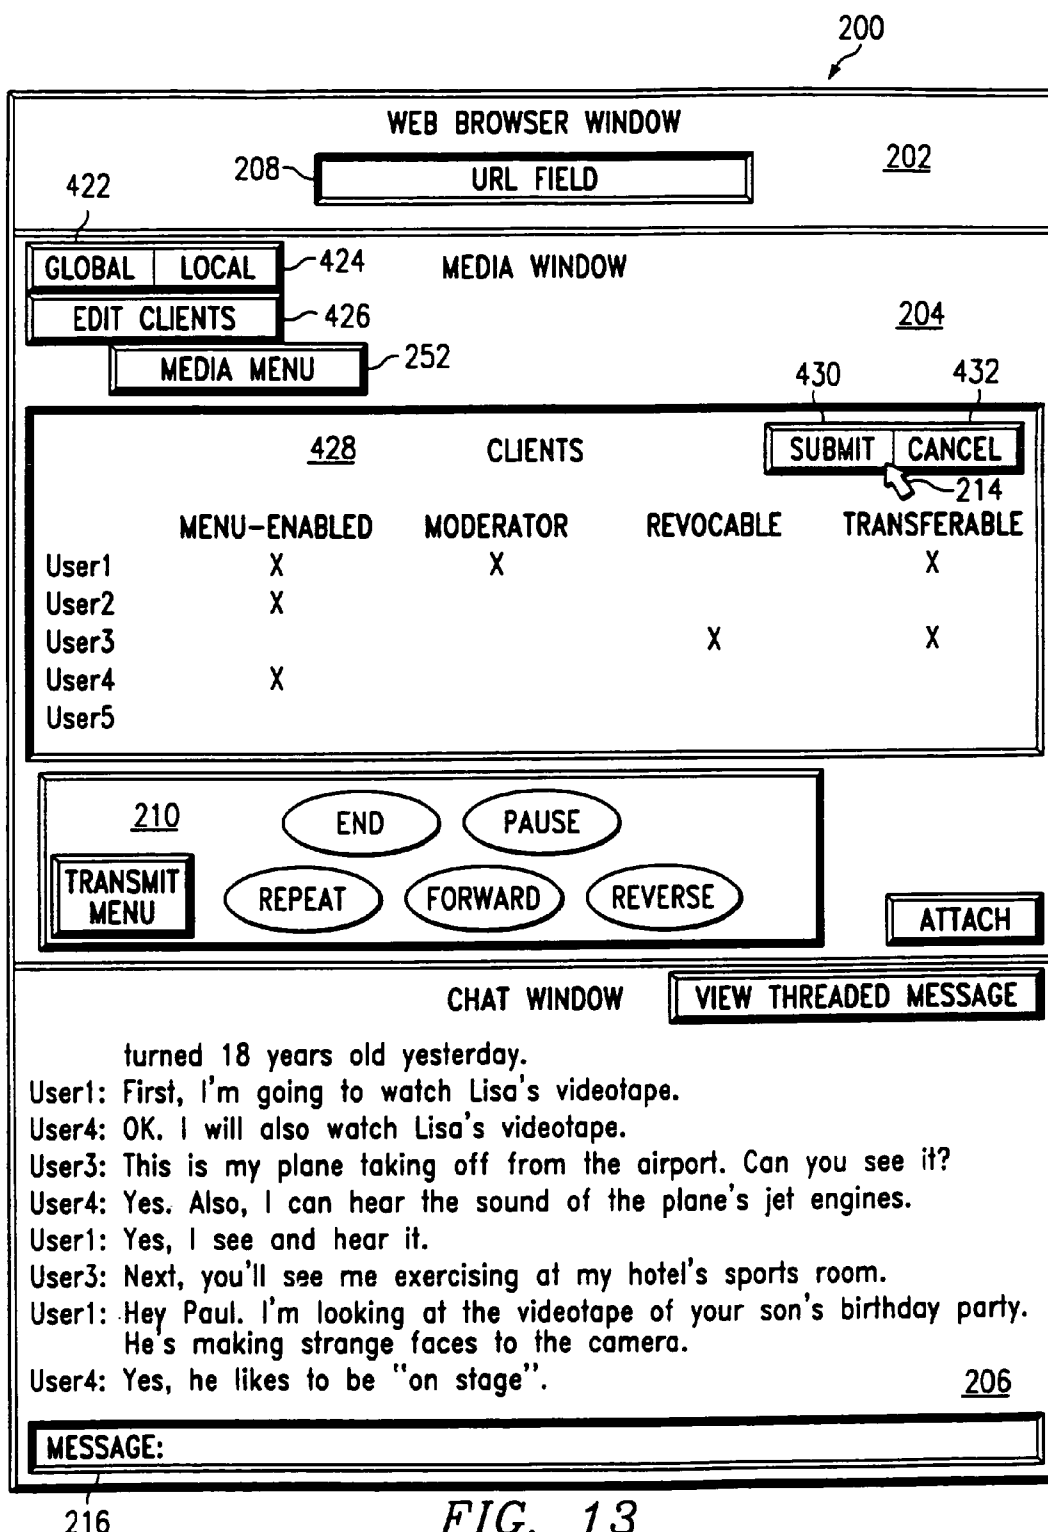 200
WEB BROWSER WINDOW
202
208
URL FIELD
422
GLOBAL LOCAL
424
MEDIA WINDOW
EDIT CLIENTS
426
204
MEDIA MENU
252
430
432
428
CLIENTS
SUBMIT CANCEL
214
MENU-ENABLED MODERATOR REVOCABLE TRANSFERABLE
User1 X X X
User2 X
User3 X X
User4 X
User5
210
END PAUSE
TRANSMIT
MENU
REPEAT FORWARD REVERSE
ATTACH
CHAT WINDOW
VIEW THREADED MESSAGE
turned 18 years old yesterday.
User1: First, I'm going to watch Lisa's videotape.
User4: OK. I will also watch Lisa's videotape.
User3: This is my plane taking off from the airport. Can you see it?
User4: Yes. Also, I can hear the sound of the plane's jet engines.
User1: Yes, I see and hear it.
User3: Next, you'll see me exercising at my hotel's sports room.
User1: Hey Paul. I'm looking at the videotape of your son's birthday party.
He's making strange faces to the camera.
User4: Yes, he likes to be "on stage".
206
MESSAGE:
216
FIG. 13